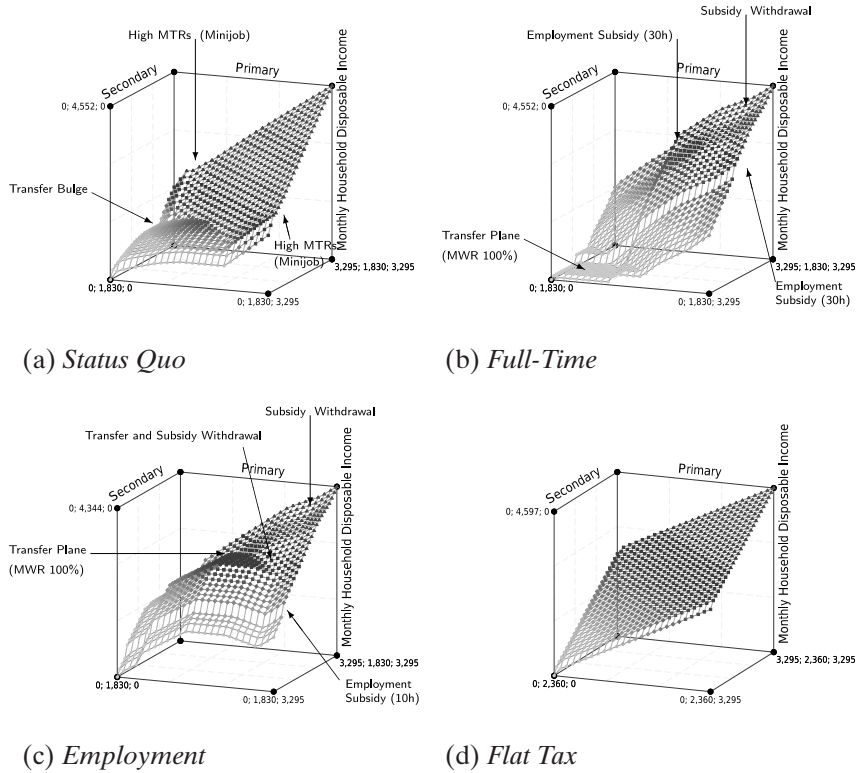 High MTRs (Minijob)
Secondary
Primary
0; 4,552; 0
Transfer Bulge
High MTRs
(Minijob)
Monthly Household Disposable Income
3,295; 1,830; 3,295
0; 1,830; 0
0; 1,830; 3,295
(a) Status Quo
Subsidy Withdrawal
Employment Subsidy (30h)
Secondary
Primary
0; 4,552; 0
Transfer Plane
(MWR 100%)
Monthly Household Disposable Income
3,295; 1,830; 3,295
0; 1,830; 0
0; 1,830; 3,295
Employment
Subsidy (30h)
(b) Full-Time
Subsidy Withdrawal
Transfer and Subsidy Withdrawal
Secondary
Primary
0; 4,344; 0
Transfer Plane
(MWR 100%)
Monthly Household Disposable Income
3,295; 1,830; 3,295
0; 1,830; 0
0; 1,830; 3,295
Employment
Subsidy (10h)
(c) Employment
Secondary
Primary
0; 4,597; 0
Monthly Household Disposable Income
3,295; 2,360; 3,295
0; 2,360; 0
0; 2,360; 3,295
(d) Flat Tax